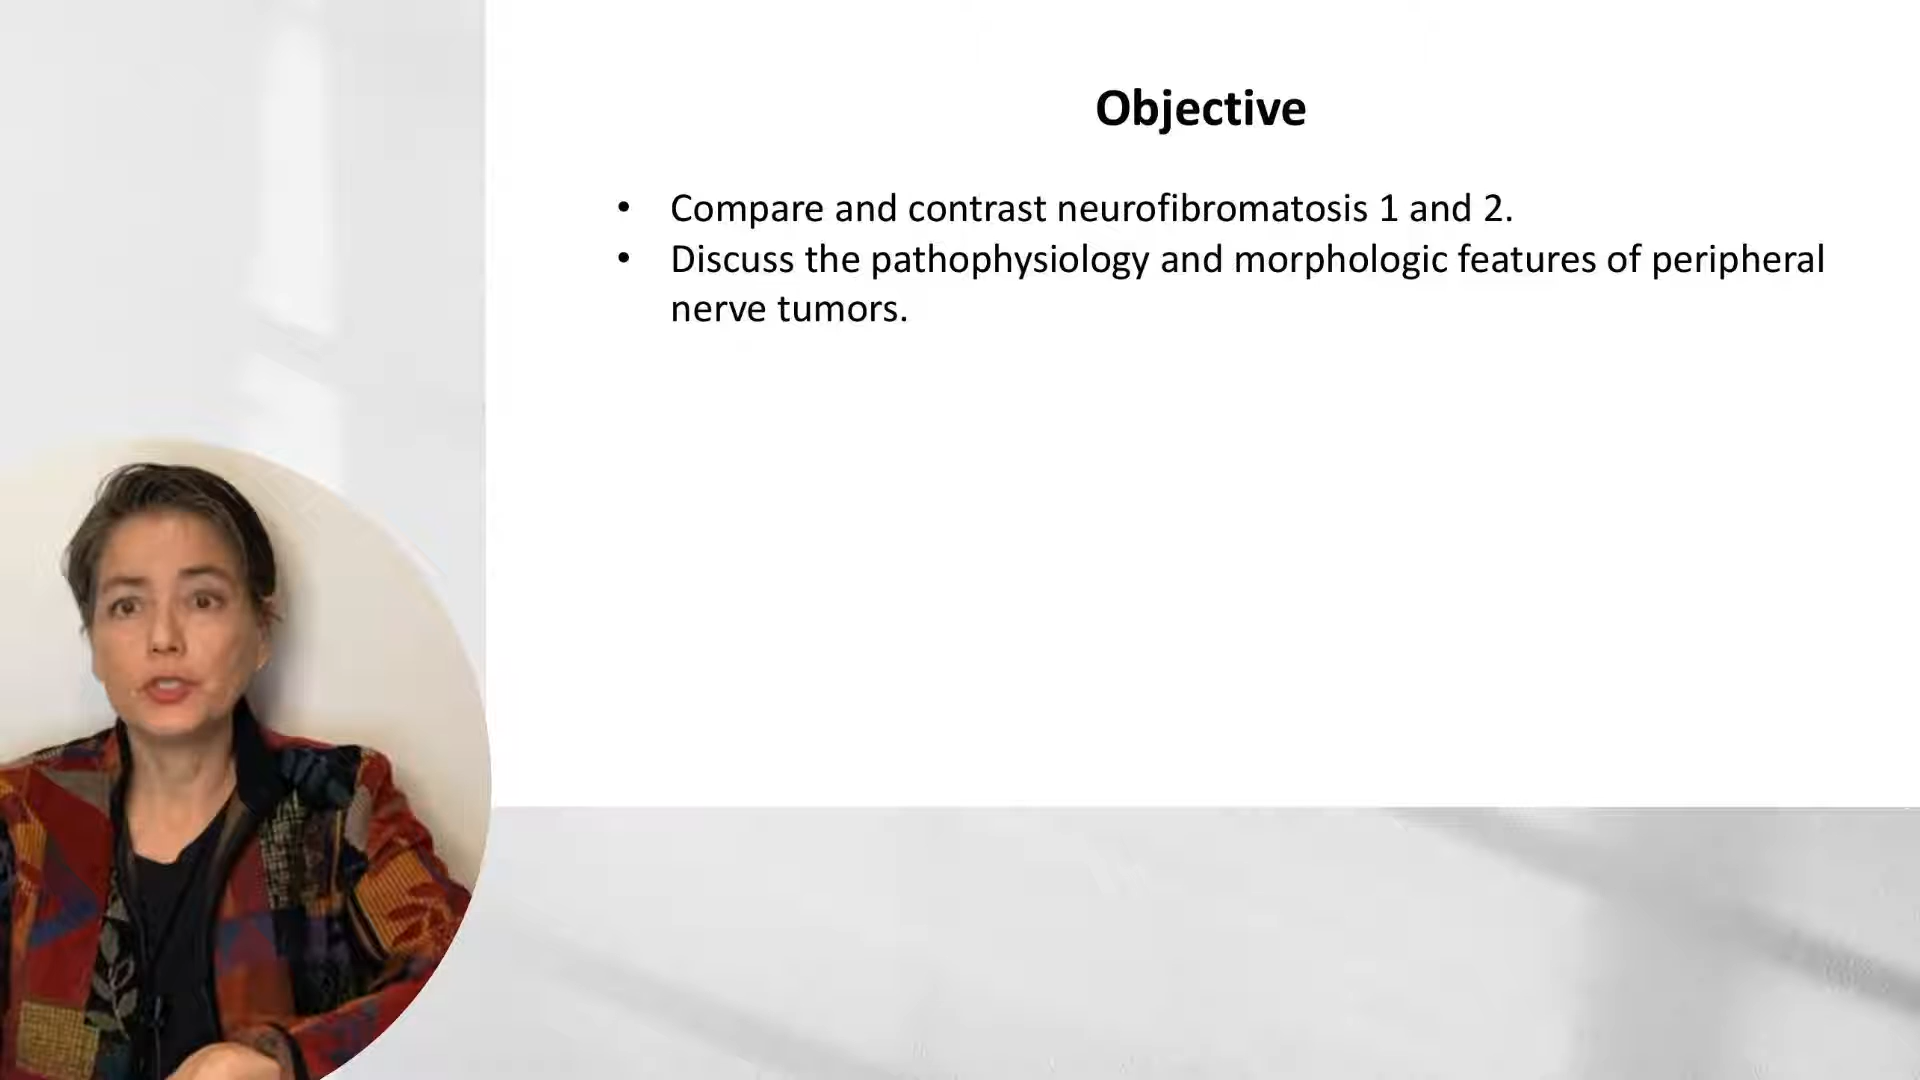 Objective
• Compare and contrast neurofibromatosis 1 and 2.
• Discuss the pathophysiology and morphologic features of peripheral
nerve tumors.